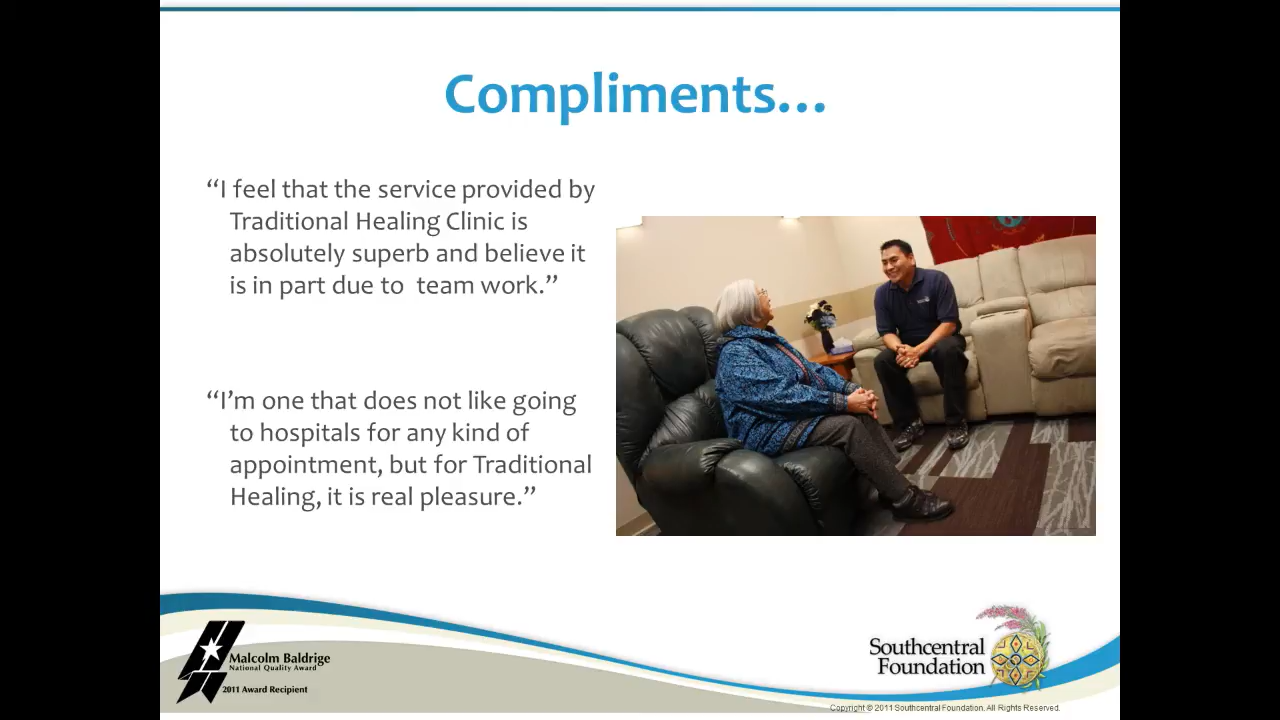 Compliments…
“I feel that the service provided by
Traditional Healing Clinic is
absolutely superb and believe it
is in part due to  team work.”
“I’m one that does not like going
to hospitals for any kind of
appointment, but for Traditional
Healing, it is real pleasure.”
Malcolm Baldrige
National Quality Award
2011 Award Recipient
Southcentral
Foundation
Copyright © 2011 Southcentral Foundation. All Rights Reserved.